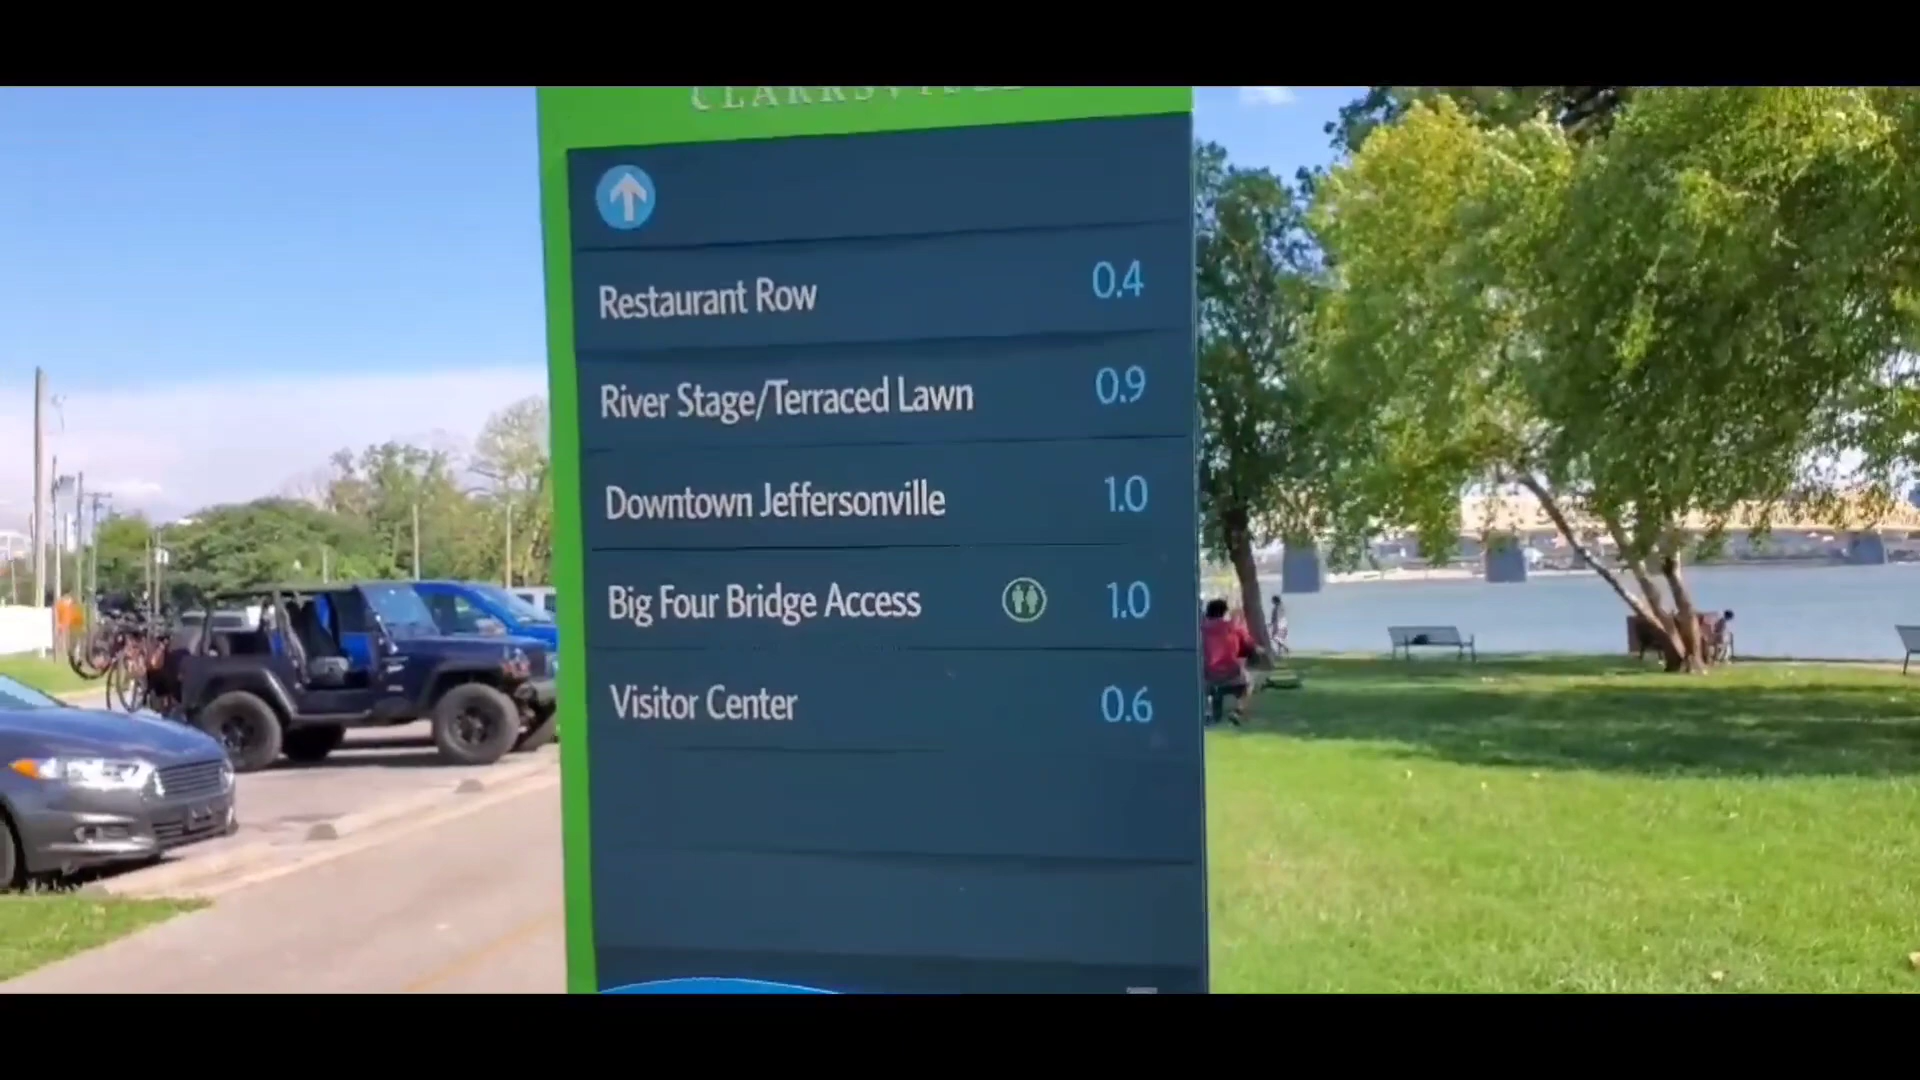 CLARKSVILLE
Restaurant Row 0.4
River Stage/Terraced Lawn 0.9
Downtown Jeffersonville 1.0
Big Four Bridge Access 1.0
Visitor Center 0.6